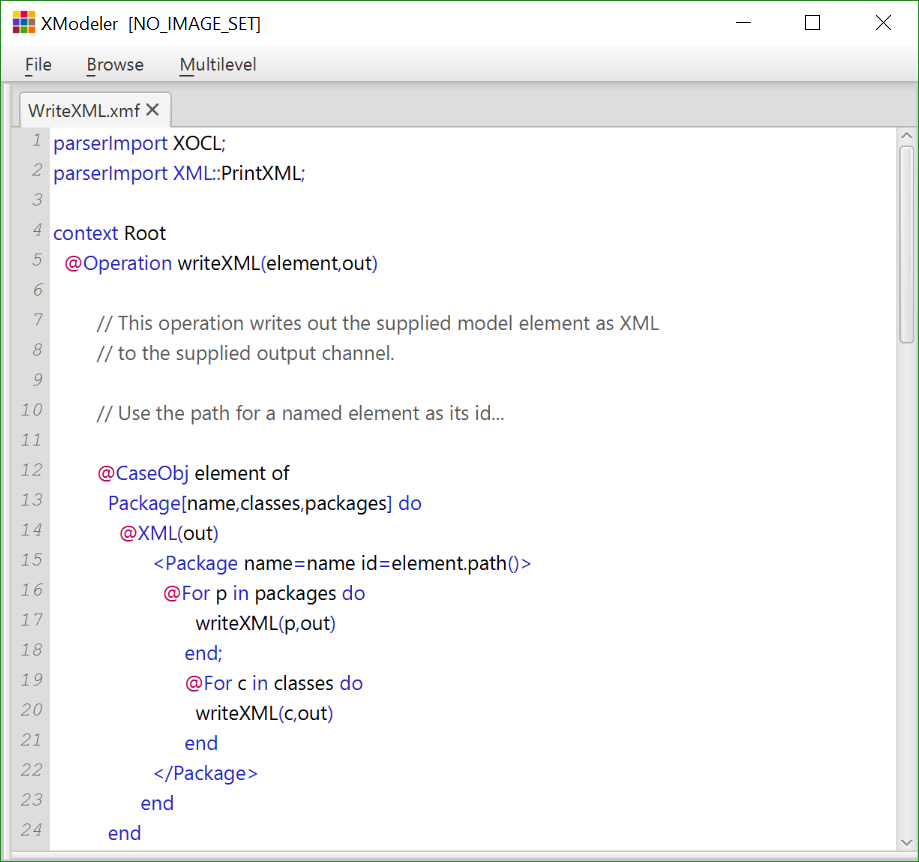 XModeler [NO_IMAGE_SET]
File Browse Multilevel
WriteXML.xmf
1 parserImport XOCL;
2 parserImport XML::PrintXML;
3
4 context Root
5 @Operation writeXML(element,out)
6
7 // This operation writes out the supplied model element as XML
8 // to the supplied output channel.
9
10 // Use the path for a named element as its id...
11
12 @CaseObj element of
13 Package[name,classes,packages] do
14 @XML(out)
15 <Package name=name id=element.path()>
16 @For p in packages do
17 writeXML(p,out)
18 end;
19 @For c in classes do
20 writeXML(c,out)
21 end
22 </Package>
23 end
24 end